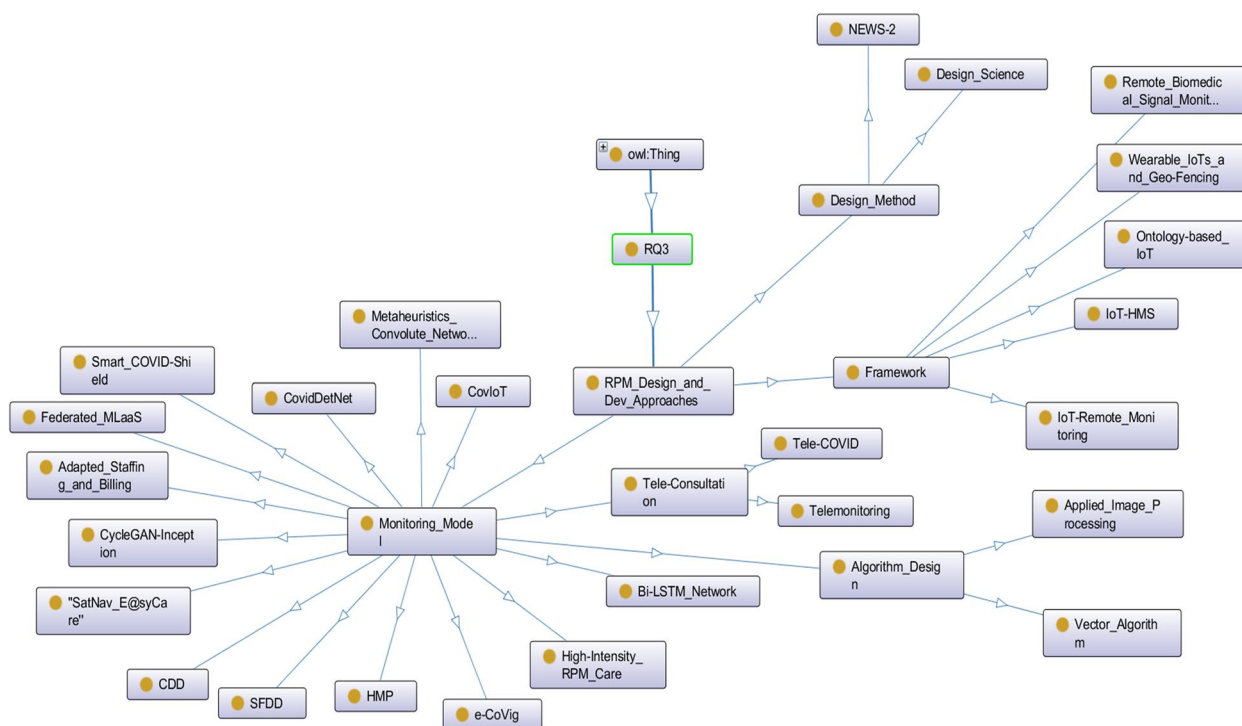 NEWS-2
Design_Science
Remote_Biomedic
al_Signal_Monit...
owl:Thing
Wearable_IoTs_a
nd_Geo-Fencing
Design_Method
RQ3
Ontology-based_
IoT
Metaheuristics_
Convolute_Netwo...
IoT-HMS
Smart_COVID-Shi
eld
CovidDetNet
CovIoT
RPM_Design_and_
Dev_Approaches
Framework
Federated_MLaaS
IoT-Remote_Moni
toring
Adapted_Staffin
g_and_Billing
Tele-COVID
Tele-Consultati
on
Telemonitoring
Applied_Image_P
rocessing
CycleGAN-Incept
ion
Monitoring_Mode
l
Algorithm_Desig
n
Bi-LSTM_Network
"SatNav_E@syCa
re"
Vector_Algorith
m
High-Intensity_
RPM_Care
CDD
SFDD
HMP
e-CoVig